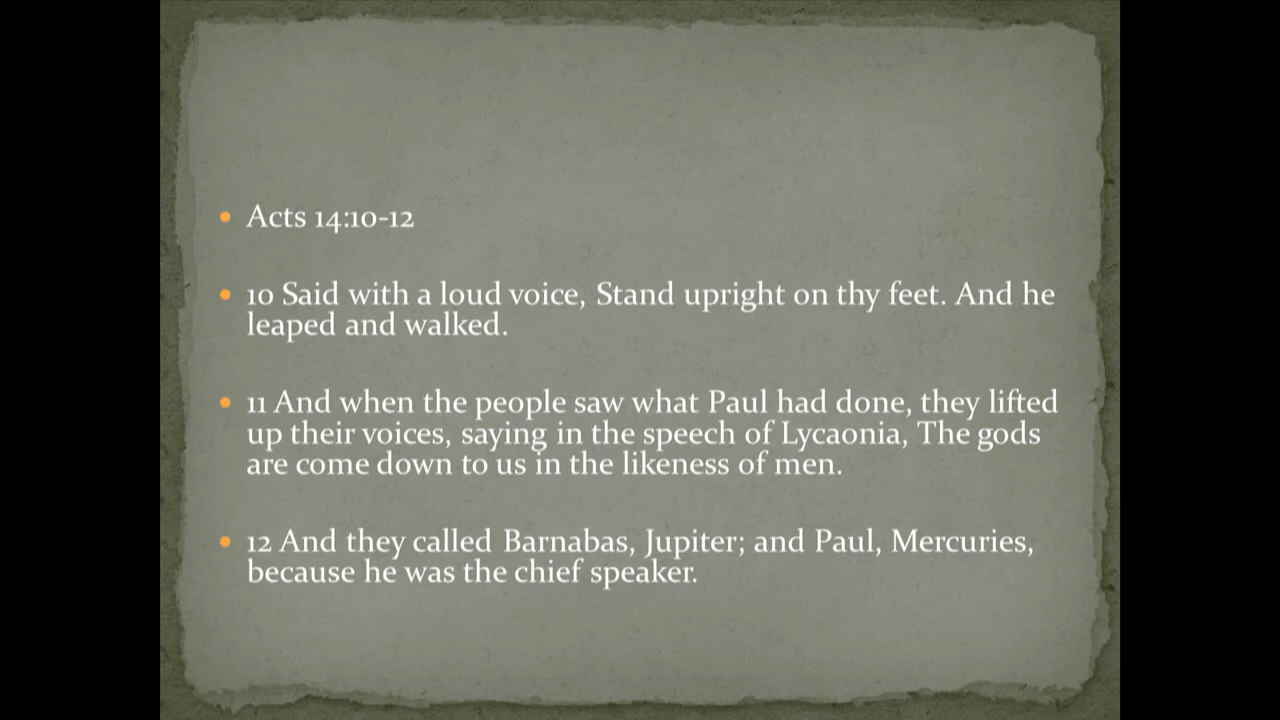 Acts 14:10-12
10 Said with a loud voice, Stand upright on thy feet. And he
leaped and walked.
11 And when the people saw what Paul had done, they lifted
up their voices, saying in the speech of Lycaonia, The gods
are come down to us in the likeness of men.
12 And they called Barnabas, Jupiter; and Paul, Mercuries,
because he was the chief speaker.